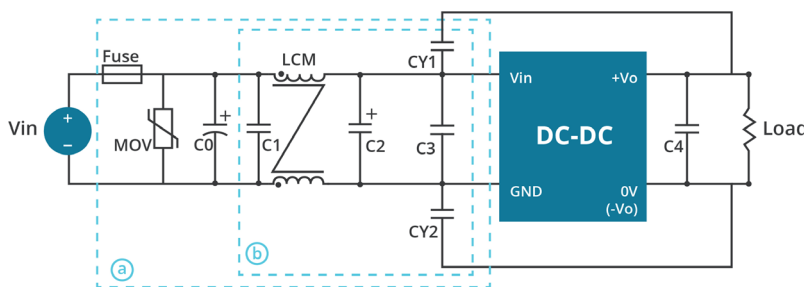 Fuse
LCM
CY1
Vin
+Vo
Vin
+
−
MOV
+
C0
C1
+
C2
C3
DC-DC
C4
Load
GND
0V
(-Vo)
CY2
a
b